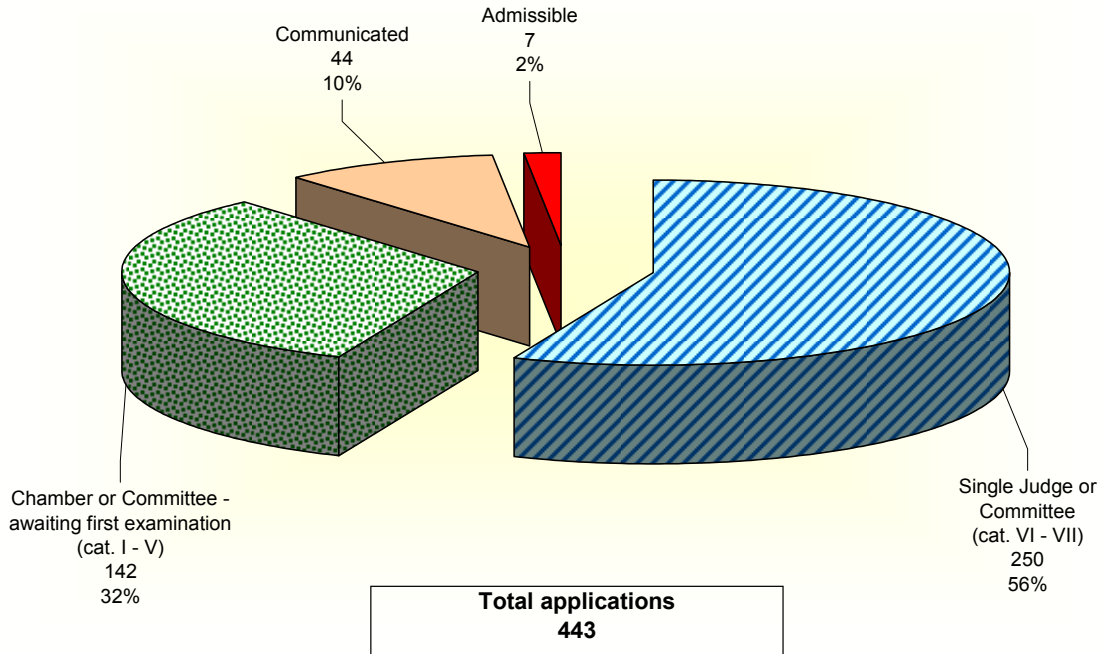 Admissible
7
2%
Communicated
44
10%
Chamber or Committee -
awaiting first examination
(cat. I - V)
142
32%
Single Judge or
Committee
(cat. VI - VII)
250
56%
Total applications
443